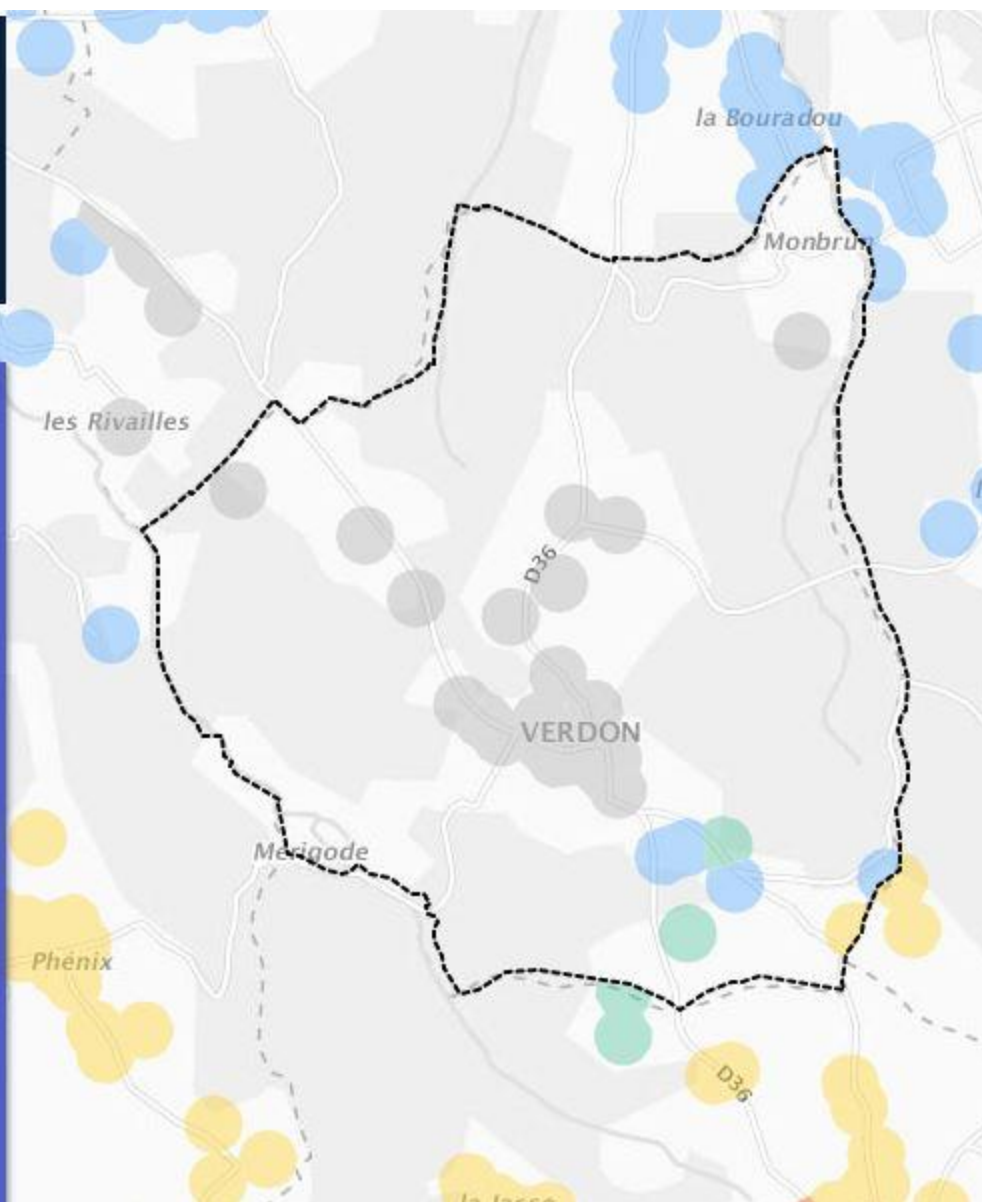 la Bouradou
Monbrun
les Rivailles
D36
VERDON
Mérigode
Phénix
D36